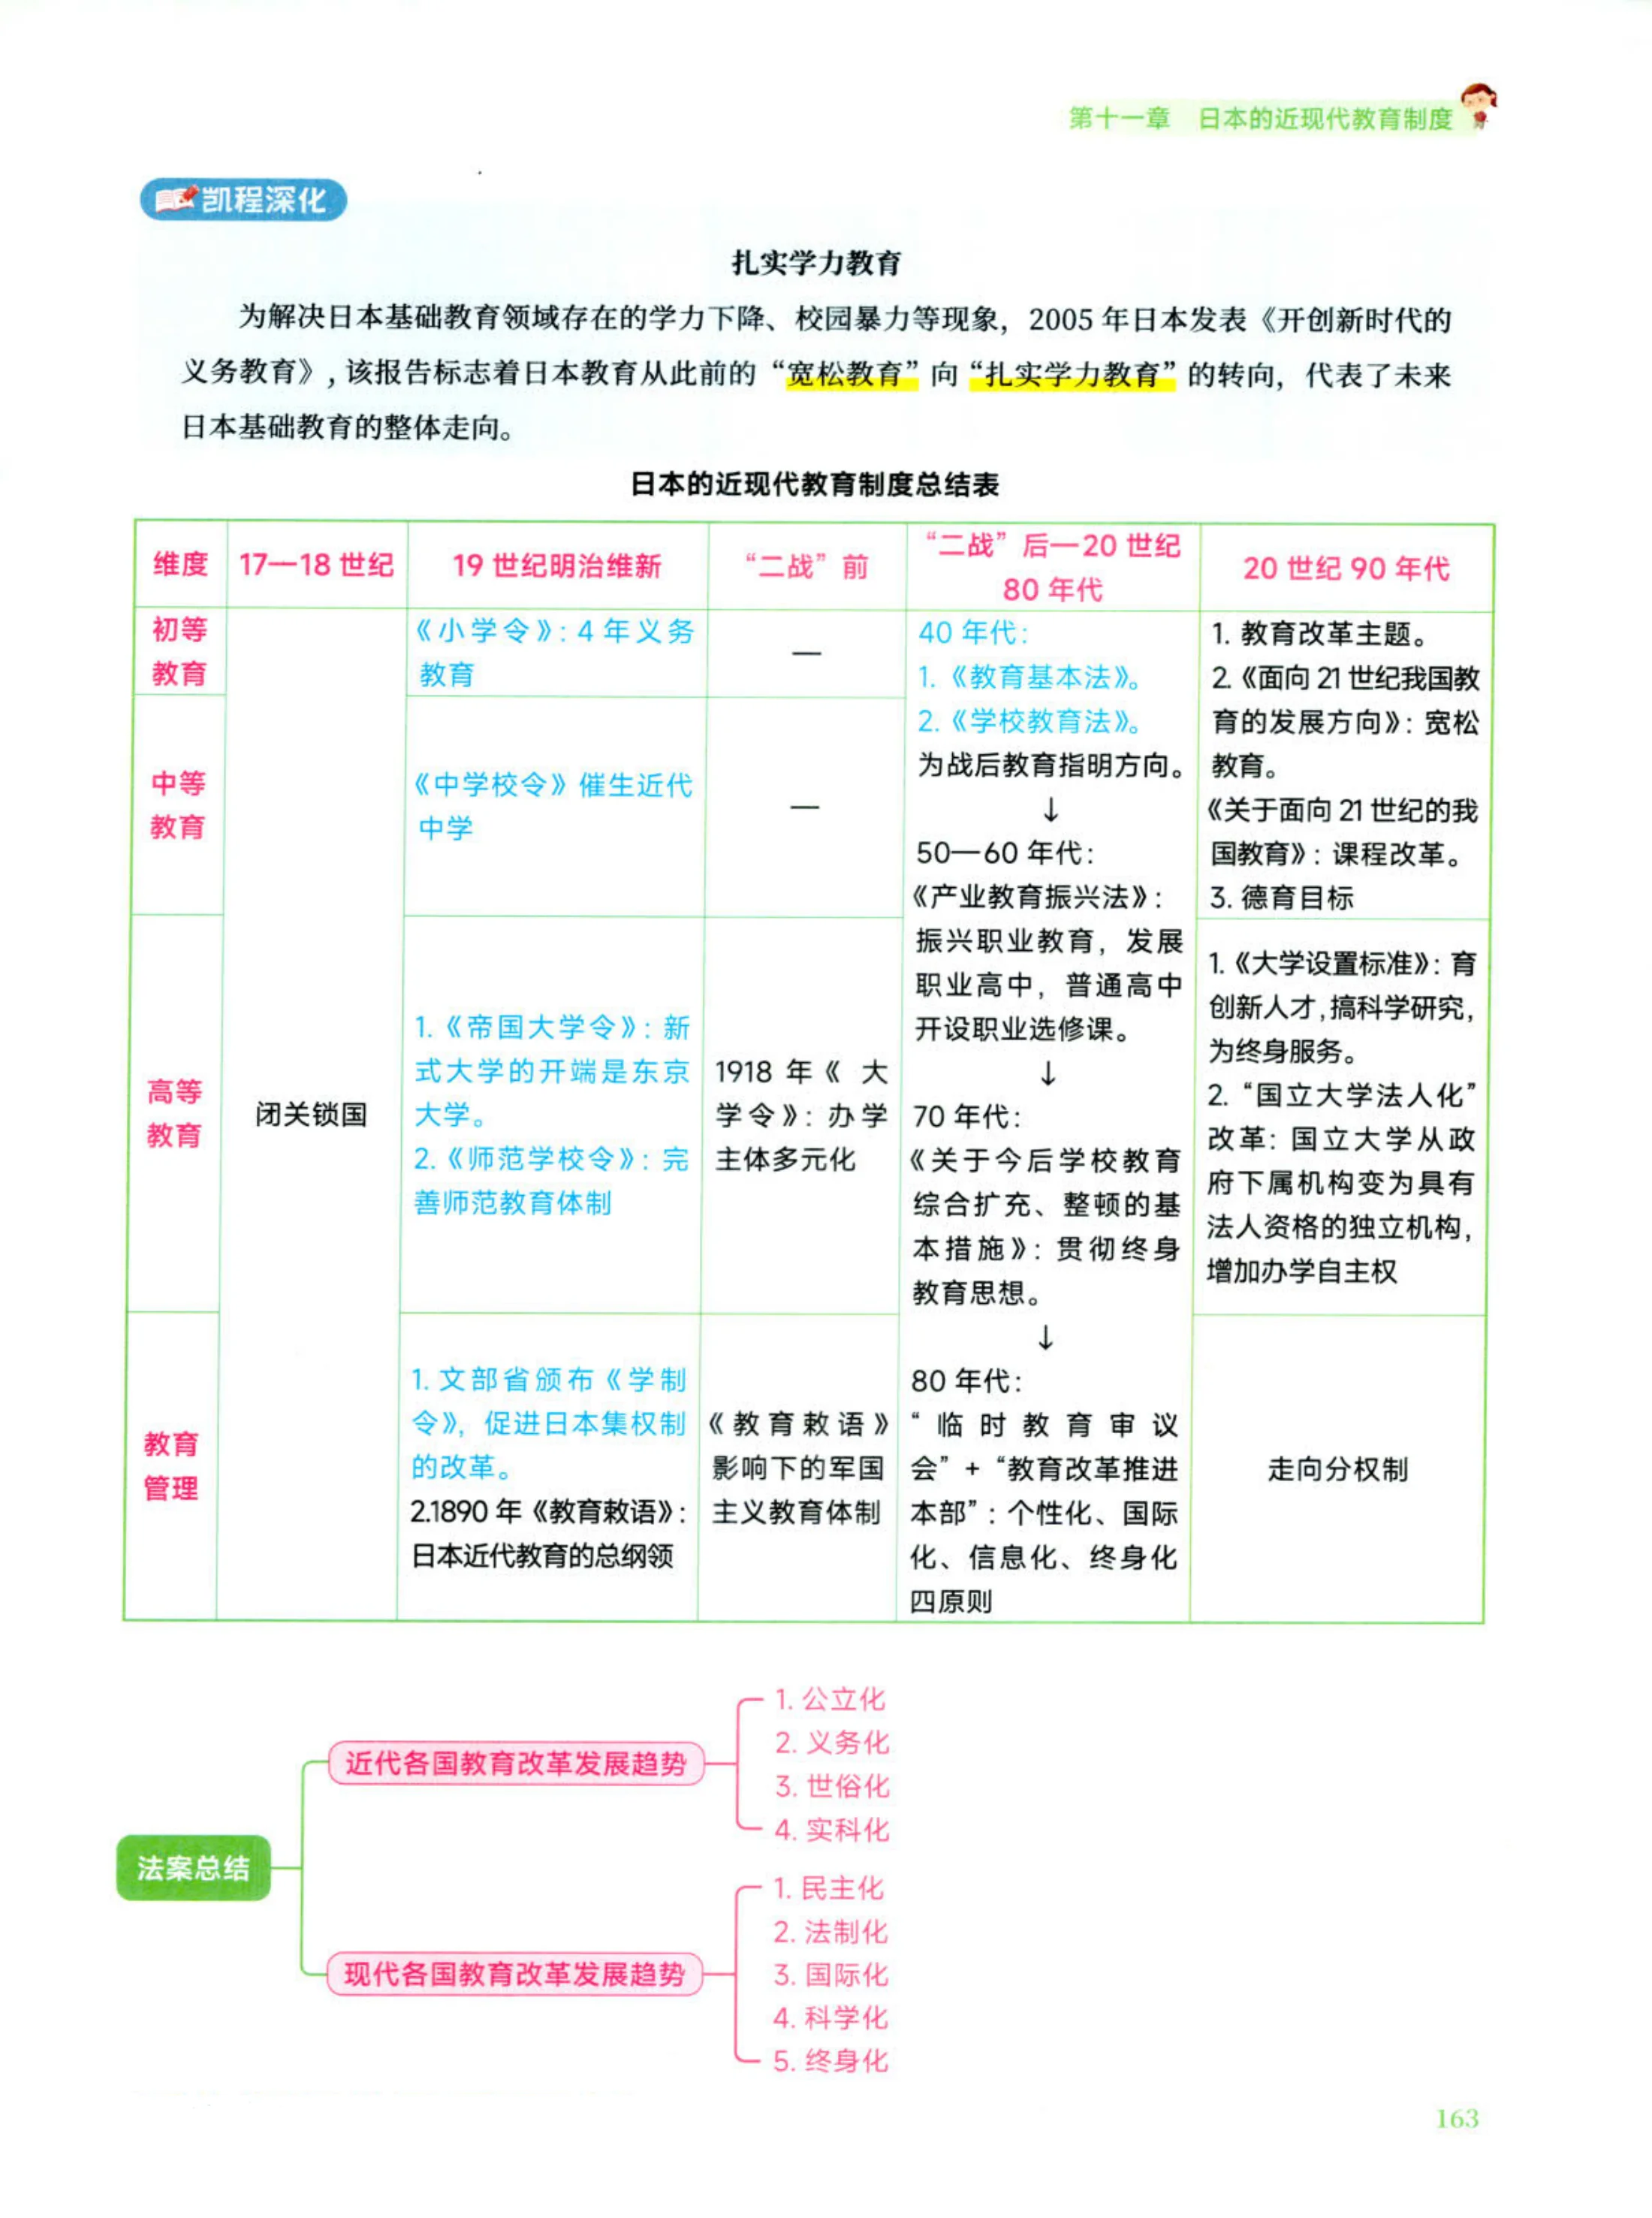 第十一章 日本的近现代教育制度
凯程深化
扎实学力教育
为解决日本基础教育领域存在的学力下降、校园暴力等现象，2005 年日本发表《开创新时代的
义务教育》，该报告标志着日本教育从此前的“宽松教育”向“扎实学力教育”的转向，代表了未来
日本基础教育的整体走向。
日本的近现代教育制度总结表
维度
17—18 世纪
19 世纪明治维新
“二战”前
“二战”后—20 世纪
80 年代
20 世纪 90 年代
初等
教育
闭关锁国
《小学令》：4 年义务
教育
—
40 年代：
1.《教育基本法》。
2.《学校教育法》。
为战后教育指明方向。
↓
50—60 年代：
《产业教育振兴法》：
振兴职业教育，发展
职业高中，普通高中
开设职业选修课。
↓
70 年代：
《关于今后学校教育
综合扩充、整顿的基
本措施》：贯彻终身
教育思想。
↓
80 年代：
“临时教育审议
会”+“教育改革推进
本部”：个性化、国际
化、信息化、终身化
四原则
1. 教育改革主题。
2.《面向 21 世纪我国教
育的发展方向》：宽松
教育。
《关于面向 21 世纪的我
国教育》：课程改革。
3. 德育目标
中等
教育
《中学校令》催生近代
中学
—
高等
教育
1.《帝国大学令》：新
式大学的开端是东京
大学。
2.《师范学校令》：完
善师范教育体制
1918 年《大
学令》：办学
主体多元化
1.《大学设置标准》：育
创新人才，搞科学研究，
为终身服务。
2.“国立大学法人化”
改革：国立大学从政
府下属机构变为具有
法人资格的独立机构，
增加办学自主权
教育
管理
1. 文部省颁布《学制
令》，促进日本集权制
的改革。
2.1890 年《教育敕语》：
日本近代教育的总纲领
《教育敕语》
影响下的军国
主义教育体制
走向分权制
法案总结
近代各国教育改革发展趋势
1. 公立化
2. 义务化
3. 世俗化
4. 实科化
现代各国教育改革发展趋势
1. 民主化
2. 法制化
3. 国际化
4. 科学化
5. 终身化
163